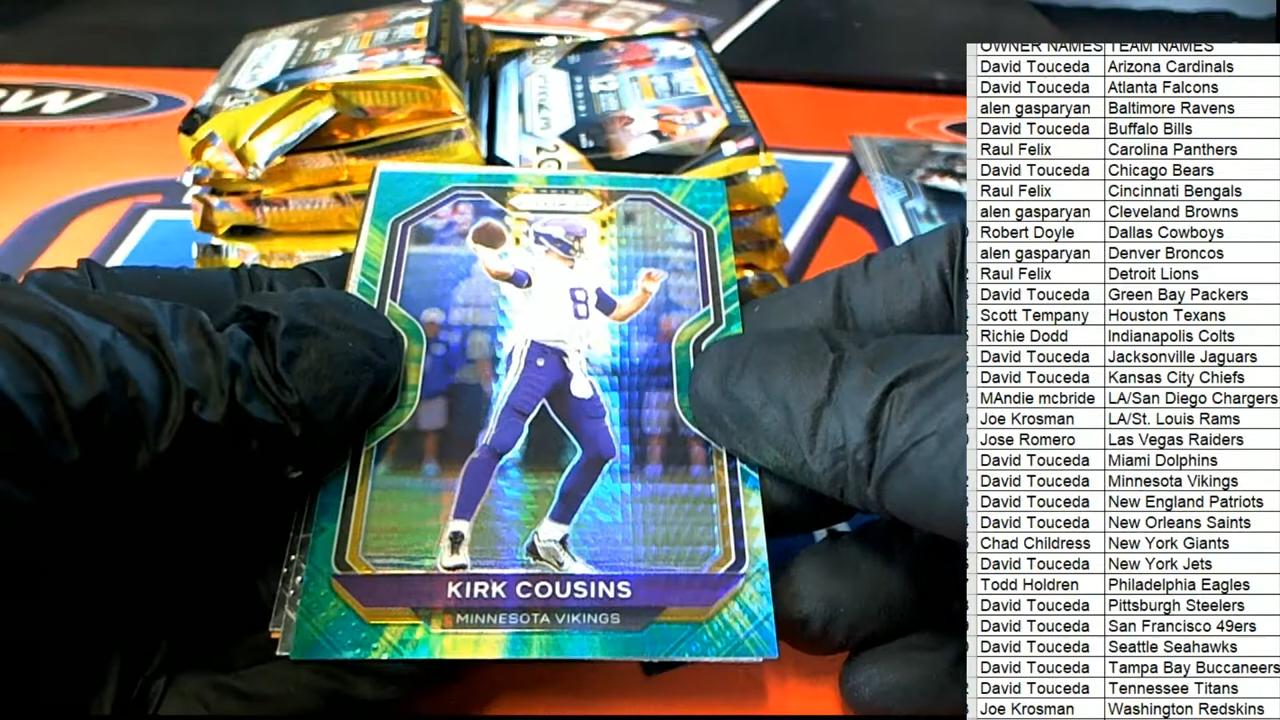 KIRK COUSINS
MINNESOTA VIKINGS
8
OWNER NAMES TEAM NAMES
David Touceda Arizona Cardinals
David Touceda Atlanta Falcons
alen gasparyan Baltimore Ravens
David Touceda Buffalo Bills
Raul Felix Carolina Panthers
David Touceda Chicago Bears
Raul Felix Cincinnati Bengals
alen gasparyan Cleveland Browns
Robert Doyle Dallas Cowboys
alen gasparyan Denver Broncos
Raul Felix Detroit Lions
David Touceda Green Bay Packers
Scott Tempany Houston Texans
Richie Dodd Indianapolis Colts
David Touceda Jacksonville Jaguars
David Touceda Kansas City Chiefs
MAndie mcbride LA/San Diego Chargers
Joe Krosman LA/St. Louis Rams
Jose Romero Las Vegas Raiders
David Touceda Miami Dolphins
David Touceda Minnesota Vikings
David Touceda New England Patriots
David Touceda New Orleans Saints
Chad Childress New York Giants
David Touceda New York Jets
Todd Hodren Philadelphia Eagles
David Touceda Pittsburgh Steelers
David Touceda San Francisco 49ers
David Touceda Seattle Seahawks
David Touceda Tampa Bay Buccaneers
David Touceda Tennessee Titans
Joe Krosman Washington Redskins